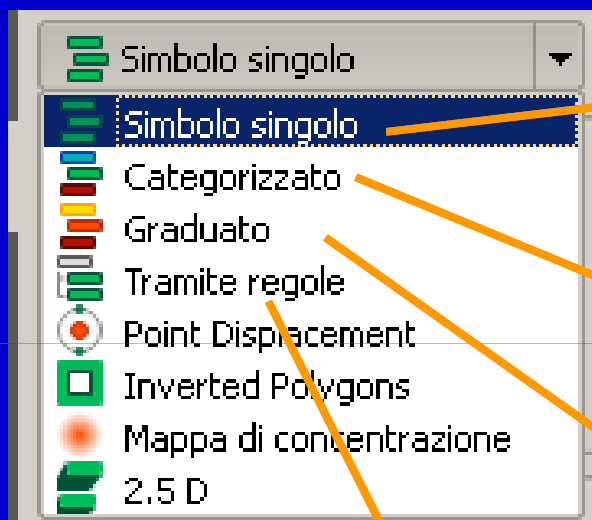 Simbolo singolo
Simbolo singolo
Categorizzato
Graduato
Tramite regole
Point Displacement
Inverted Polygons
Mappa di concentrazione
2.5 D